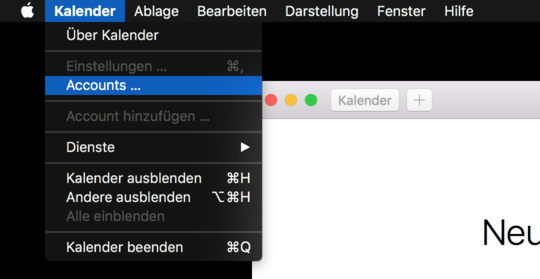 Kalender Ablage Bearbeiten Darstellung Fenster Hilfe
Über Kalender
Einstellungen ... ⌘,
Accounts ...
Kalender +
Account hinzufügen ...
Dienste ▶
Kalender ausblenden ⌘H
Andere ausblenden ⌥⌘H
Alle einblenden
Neu
Kalender beenden ⌘Q